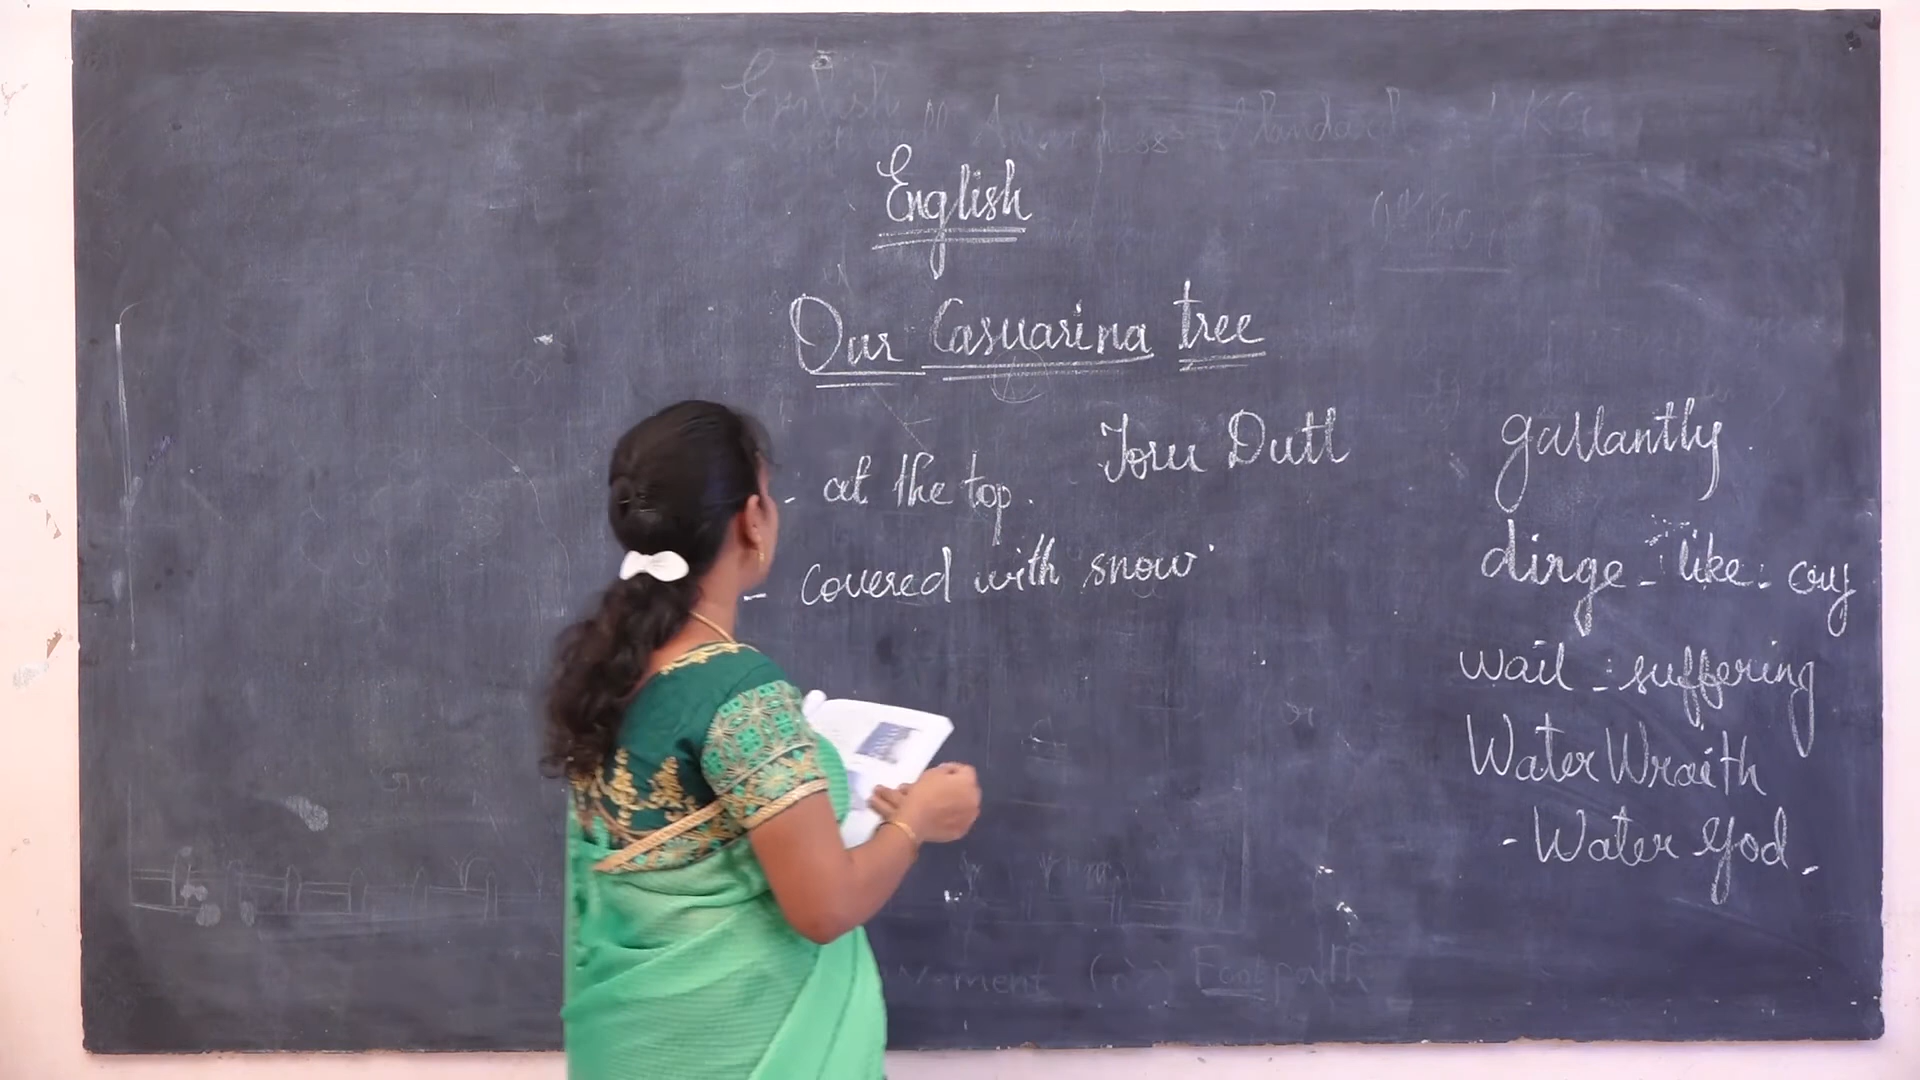 English
Our Casuarina tree
Toru Dutt
- at the top.
- covered with snow.
gallantly.
dirge - like - cry
wail - suffering
Water Wraith
- Water God -
Footpath